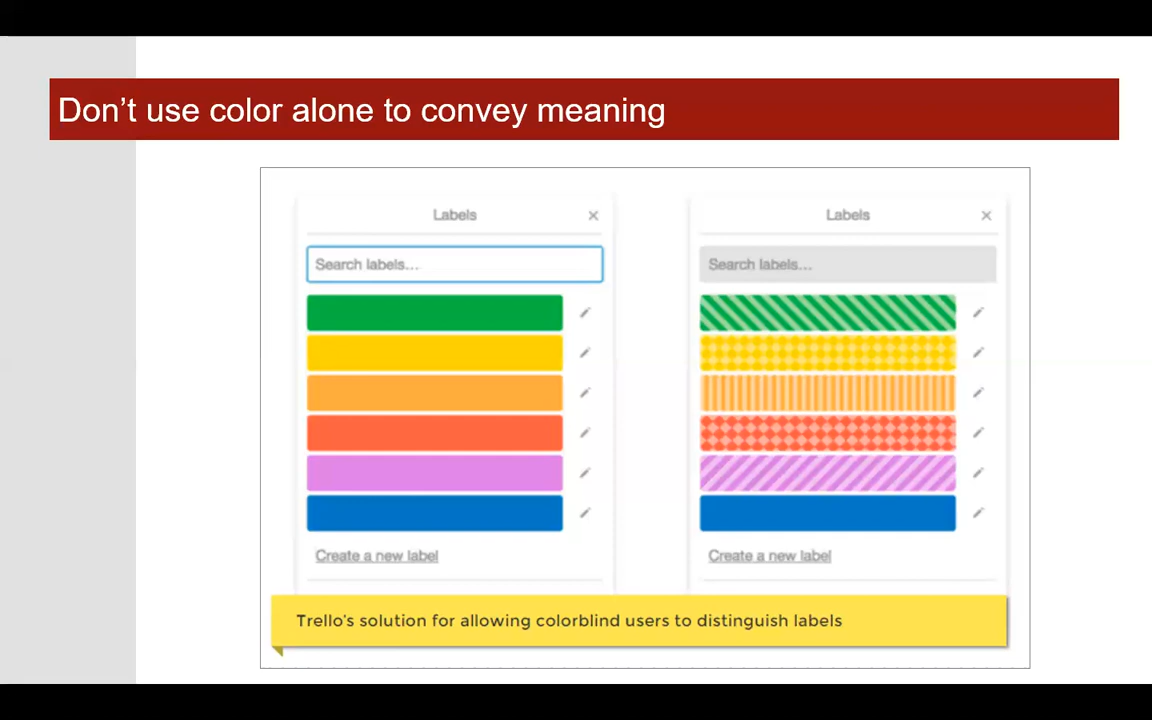 Don’t use color alone to convey meaning
Labels
Search labels...
Create a new label
Labels
Search labels...
Create a new label
Trello's solution for allowing colorblind users to distinguish labels